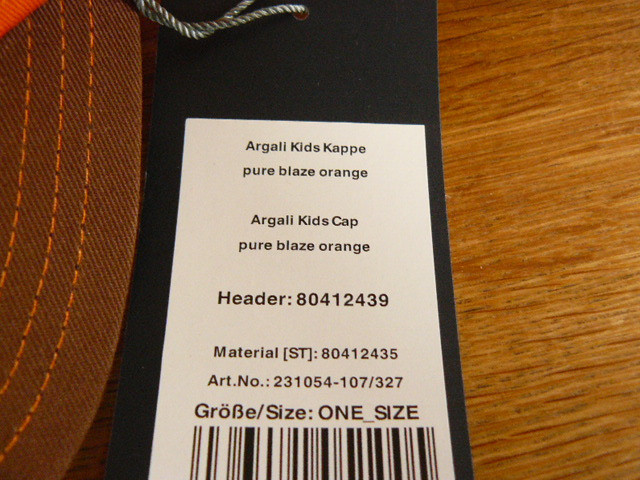 Argali Kids Kappe
pure blaze orange
Argali Kids Cap
pure blaze orange
Header: 80412439
Material [ST]: 80412435
Art.No.: 231054-107/327
Größe/Size: ONE_SIZE